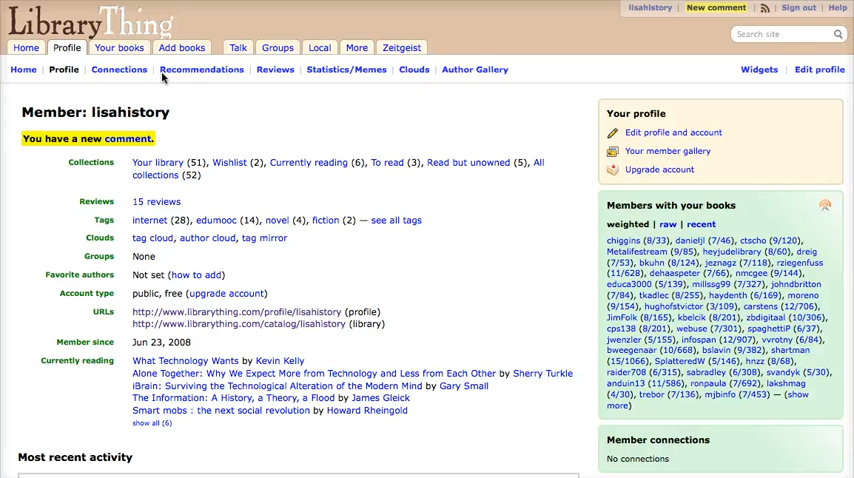 LibraryThing
lisahistory | New comment | Sign out | Help
Home Profile Your books Add books Talk Groups Local More Zeitgeist
Search site
Home | Profile | Connections | Recommendations | Reviews | Statistics/Memes | Clouds | Author Gallery
Widgets | Edit profile
Member: lisahistory
You have a new comment.
Collections Your library (51), Wishlist (2), Currently reading (6), To read (3), Read but unowned (5), All
collections (52)
Reviews 15 reviews
Tags internet (28), edumooc (14), novel (4), fiction (2) — see all tags
Clouds tag cloud, author cloud, tag mirror
Groups None
Favorite authors Not set (how to add)
Account type public, free (upgrade account)
URLs http://www.librarything.com/profile/lisahistory (profile)
http://www.librarything.com/catalog/lisahistory (library)
Member since Jun 23, 2008
Currently reading What Technology Wants by Kevin Kelly
Alone Together: Why We Expect More from Technology and Less from Each Other by Sherry Turkle
iBrain: Surviving the Technological Alteration of the Modern Mind by Gary Small
The Information: A History, a Theory, a Flood by James Gleick
Smart mobs : the next social revolution by Howard Rheingold
show all (6)
Most recent activity
Your profile
Edit profile and account
Your member gallery
Upgrade account
Members with your books
weighted | raw | recent
chiggins (8/33), danieljl (7/46), ctscho (9/120),
Metalifestream (9/85), heyjudelibrary (8/60), dreig
(7/53), bkuhn (8/124), jeznagz (7/118), rziegenfuss
(11/628), dehaaspeter (7/66), nmcgee (9/144),
educa3000 (5/139), millssg99 (7/327), johndbritton
(7/84), tkadlec (8/255), haydenth (6/169), moreno
(9/154), hughofstvictor (3/109), carstens (12/706),
JimFolk (8/165), kbelcik (8/201), zbdigitaal (10/306),
cps138 (8/201), webuse (7/301), spaghettiP (6/37),
jwenzler (5/155), infospan (12/907), vvrotny (6/84),
bweegenaar (10/668), bslavin (9/382), shartman
(15/1066), SplatteredW (5/146), hnzz (8/68),
raider708 (6/315), sabradley (6/308), svandyk (5/30),
anduin13 (11/586), ronpaula (7/692), lakshmag
(4/30), trebor (7/136), mjbinfo (7/453) — (show
more)
Member connections
No connections